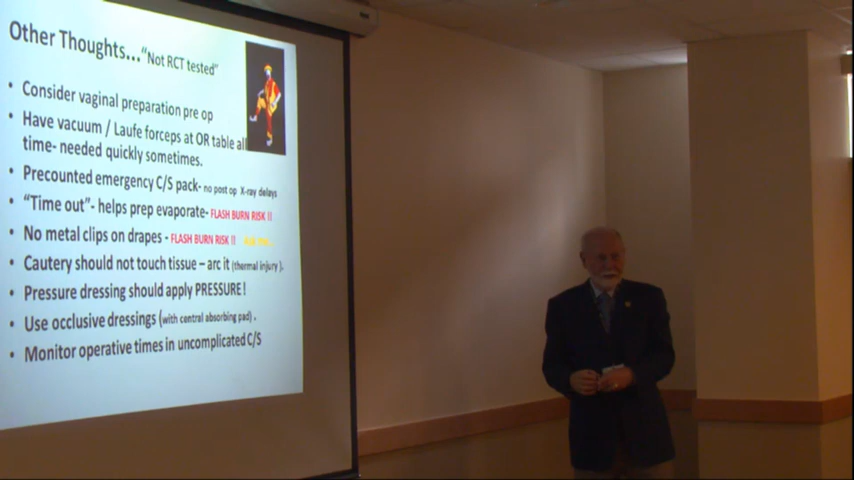 Other Thoughts..."Not RCT tested"
• Consider vaginal preparation pre op
• Have vacuum / Laufe forceps at OR table all
time- needed quickly sometimes.
• Precounted emergency C/S pack- no post op X-ray delays
• "Time out"- helps prep evaporate- FLASH BURN RISK !!
• No metal clips on drapes - FLASH BURN RISK !!
• Cautery should not touch tissue – arc it (thermal injury ).
• Pressure dressing should apply PRESSURE !
• Use occlusive dressings (with central absorbing pad) .
• Monitor operative times in uncomplicated C/S